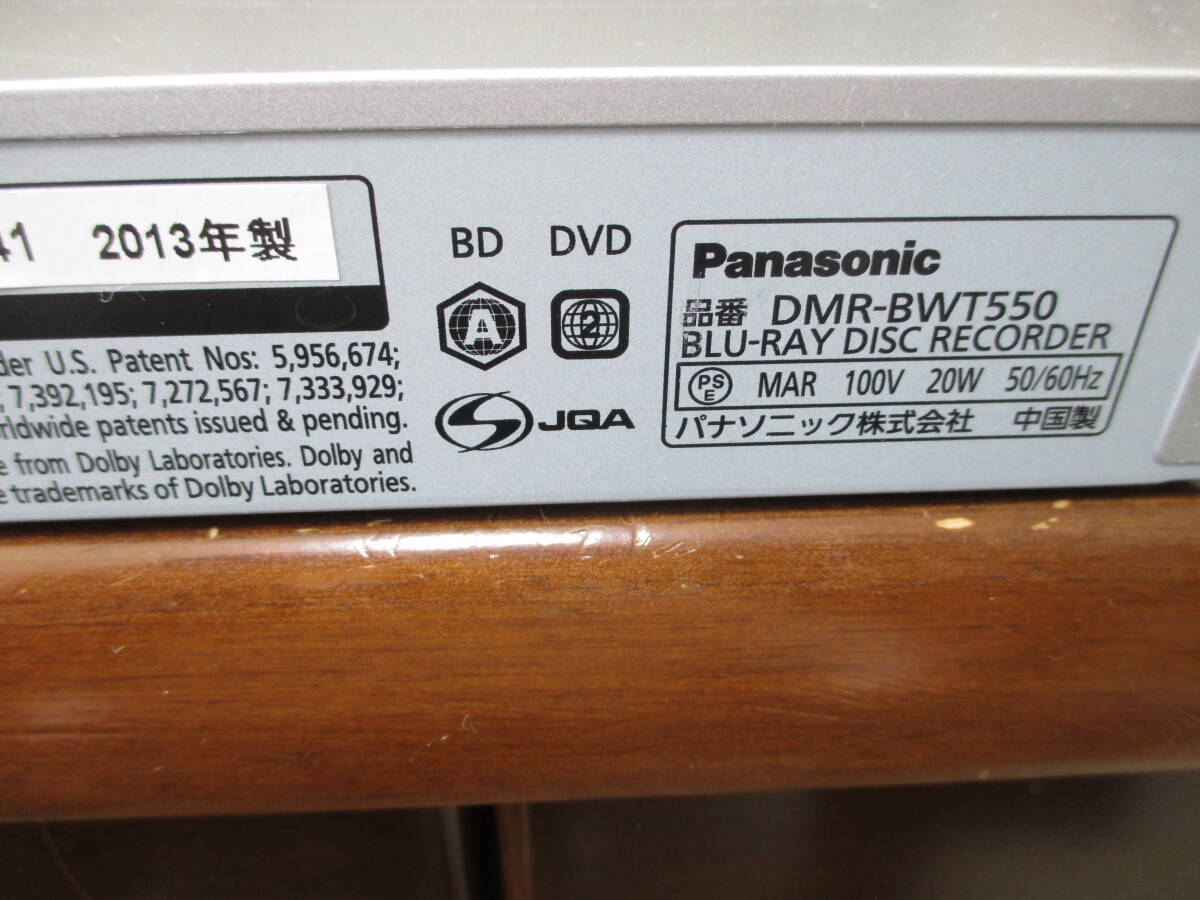 41 2013年製
U.S. Patent Nos: 5,956,674;
; 7,392,195; 7,272,567; 7,333,929;
patents issued & pending.
from Dolby Laboratories. Dolby and
trademarks of Dolby Laboratories.
BD DVD
A 2
JQA
Panasonic
品番 DMR-BWT550
BLU-RAY DISC RECORDER
PS E MAR 100V 20W 50/60Hz
パナソニック株式会社 中国製